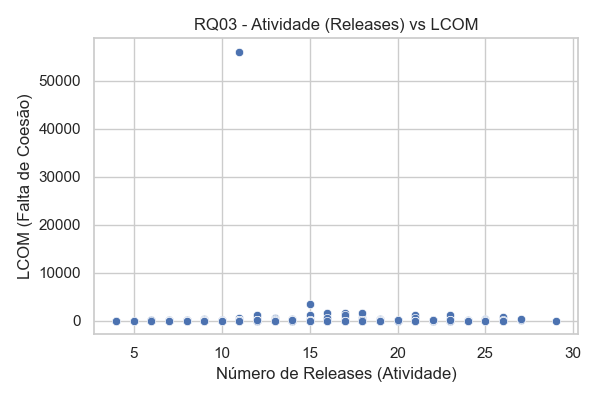 RQ03 - Atividade (Releases) vs LCOM
LCOM (Falta de Coesão)
50000
40000
30000
20000
10000
0
5 10 15 20 25 30
Número de Releases (Atividade)